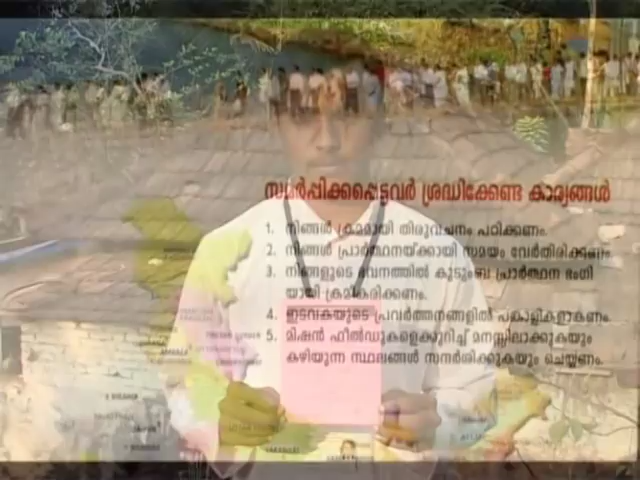 സമർപ്പിക്കപ്പെട്ടവർ ശ്രദ്ധിക്കേണ്ട കാര്യങ്ങൾ
1. നിങ്ങൾ ക്രമമായി തിരുവചനം പഠിക്കണം.
2. നിങ്ങൾ പ്രാർത്ഥനയ്ക്കായി സമയം വേർതിരിക്കണം.
3. നിങ്ങളുടെ ഭവനത്തിൽ കുടുംബ പ്രാർത്ഥന ഭംഗി
യായി ക്രമീകരിക്കണം.
4. ഇടവകയുടെ പ്രവർത്തനങ്ങളിൽ പങ്കാളികളാകണം.
5. മിഷൻ ഫീൽഡുകളെക്കുറിച്ച് മനസ്സിലാക്കുകയും
കഴിയുന്ന സ്ഥലങ്ങൾ സന്ദർശിക്കുകയും ചെയ്യണം.